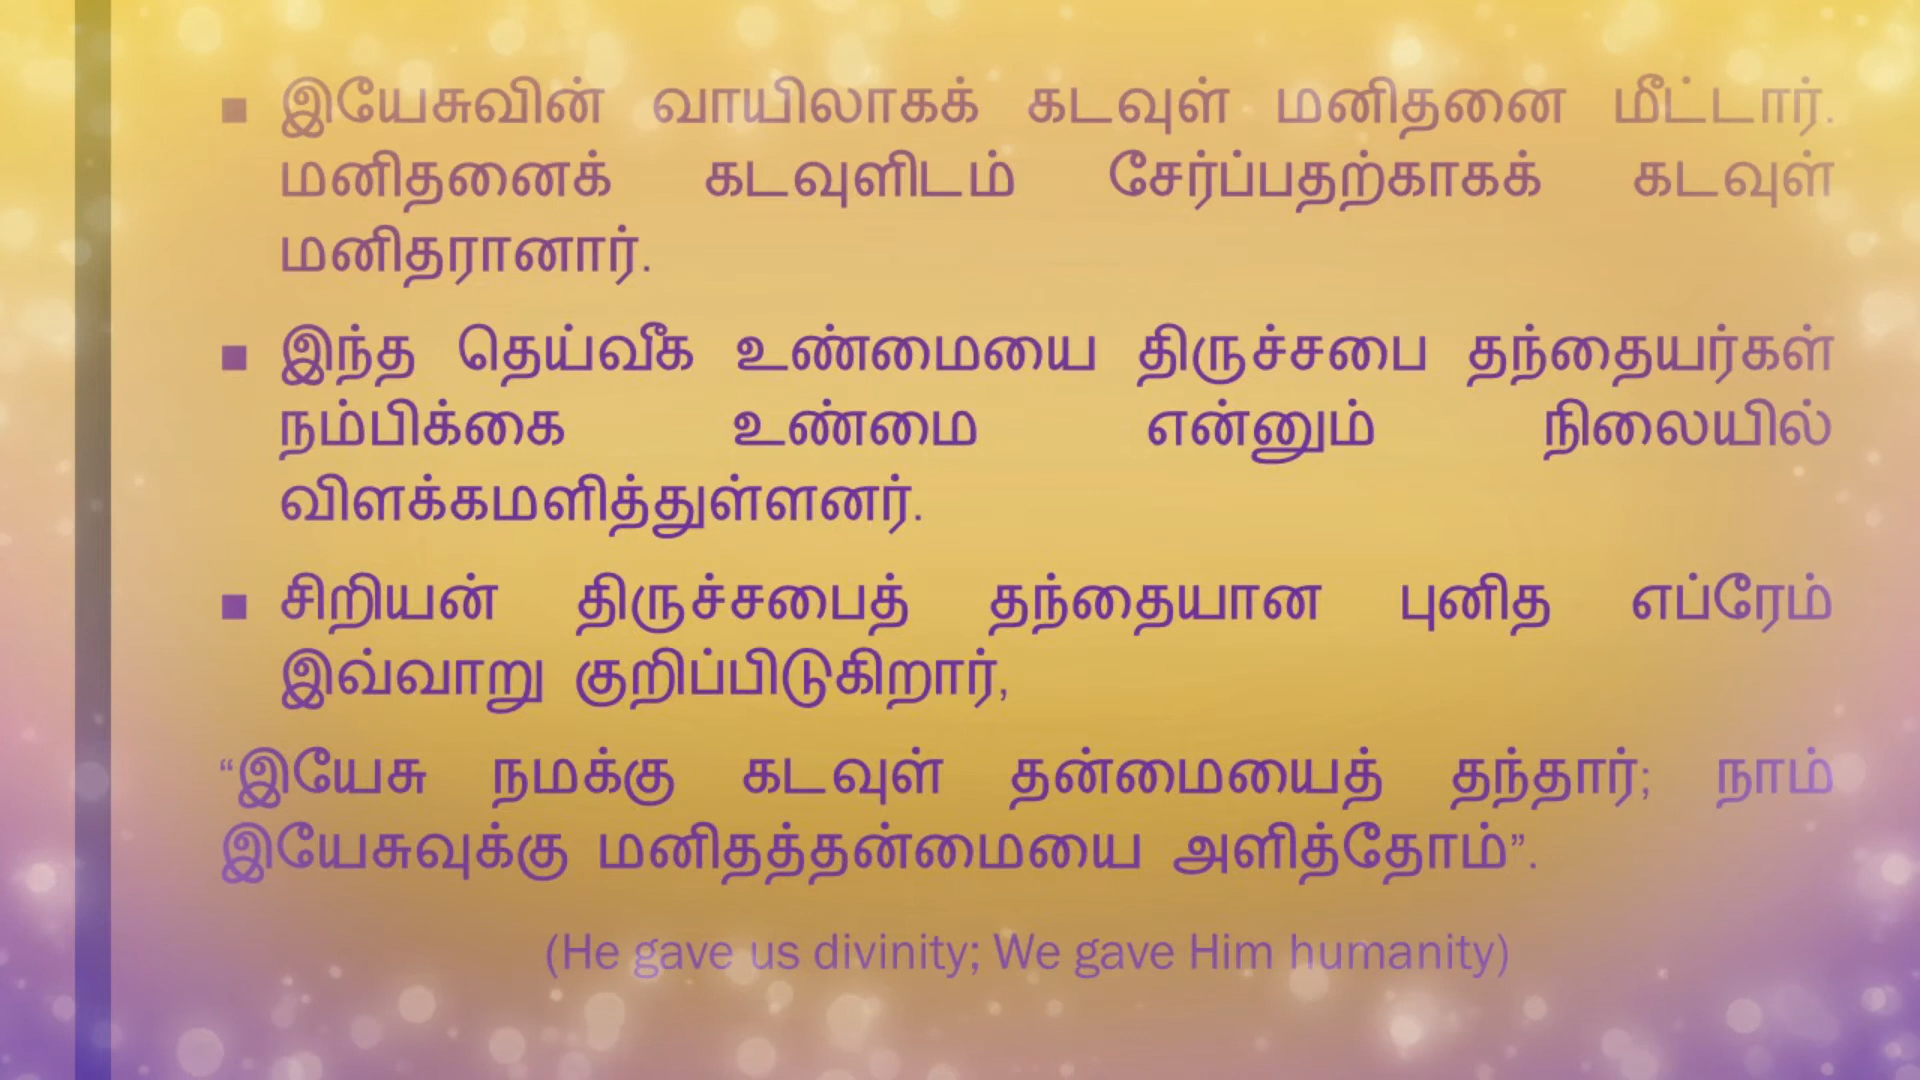 ▪ இயேசுவின் வாயிலாகக் கடவுள் மனிதனை மீட்டார்.
மனிதனைக் கடவுளிடம் சேர்ப்பதற்காகக் கடவுள்
மனிதரானார்.
▪ இந்த தெய்வீக உண்மையை திருச்சபை தந்தையர்கள்
நம்பிக்கை உண்மை என்னும் நிலையில்
விளக்கமளித்துள்ளனர்.
▪ சிறியன் திருச்சபைத் தந்தையான புனித எப்ரேம்
இவ்வாறு குறிப்பிடுகிறார்,
“இயேசு நமக்கு கடவுள் தன்மையைத் தந்தார்; நாம்
இயேசுவுக்கு மனிதத்தன்மையை அளித்தோம்”.
(He gave us divinity; We gave Him humanity)